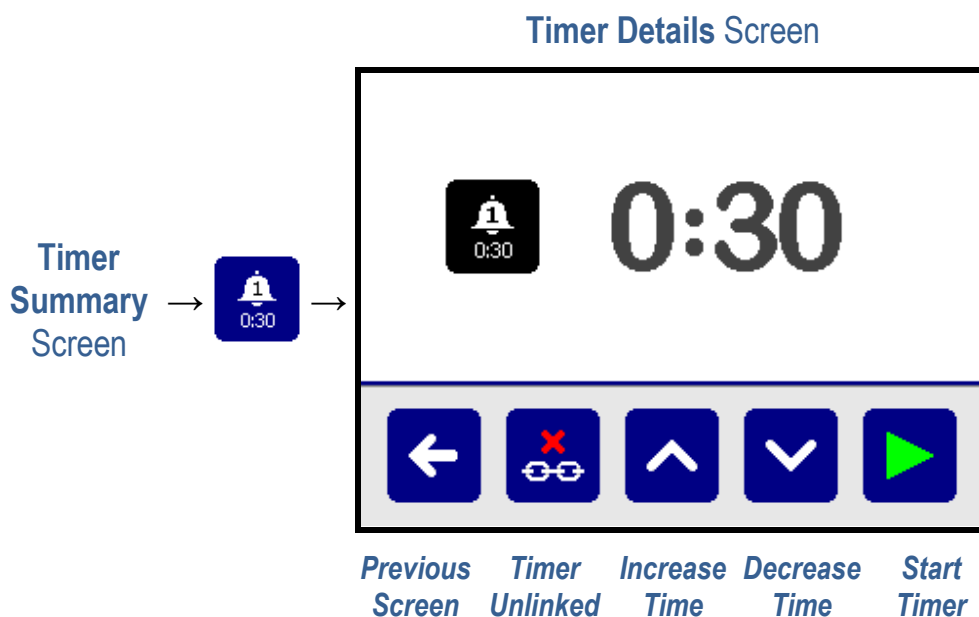 Timer Details Screen
Timer
Summary
Screen
→
1
0:30
→
1
0:30
0:30
Previous Screen
Timer Unlinked
Increase Time
Decrease Time
Start Timer